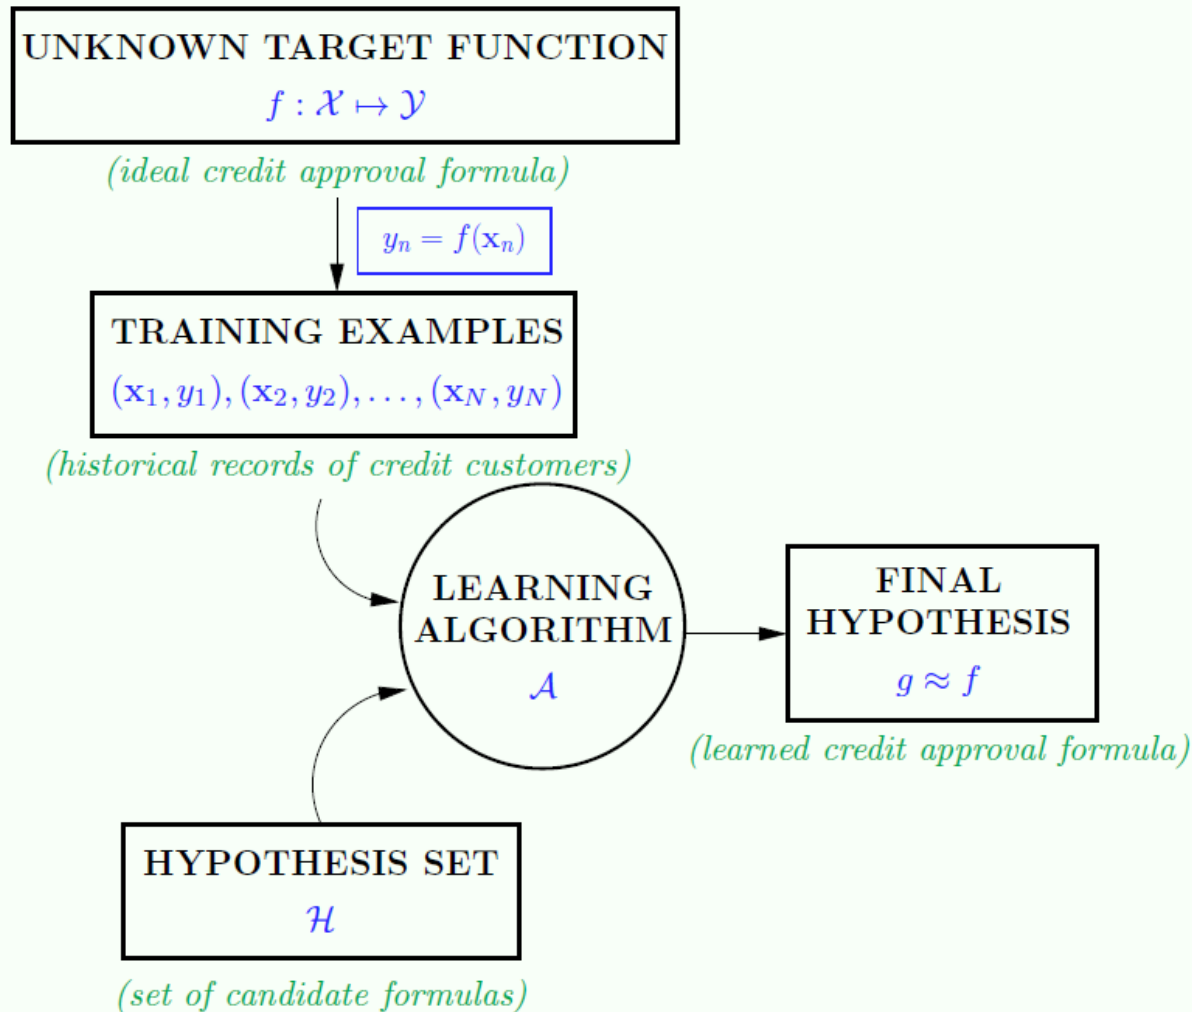 UNKNOWN TARGET FUNCTION
f : 𝒳 ↦ 𝒴
(ideal credit approval formula)
yₙ = f(𝐱ₙ)
TRAINING EXAMPLES
(𝐱₁, y₁), (𝐱₂, y₂), . . . , (𝐱_N, y_N)
(historical records of credit customers)
LEARNING
ALGORITHM
𝒜
FINAL
HYPOTHESIS
g ≈ f
(learned credit approval formula)
HYPOTHESIS SET
ℋ
(set of candidate formulas)